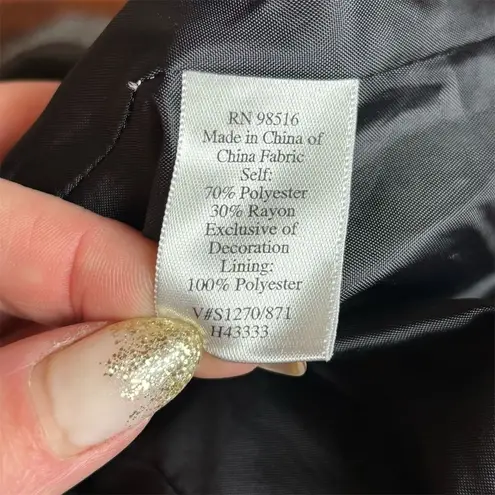 RN 98516
Made in China of
China Fabric
Self:
70% Polyester
30% Rayon
Exclusive of
Decoration
Lining:
100% Polyester
V#S1270/871
H43333